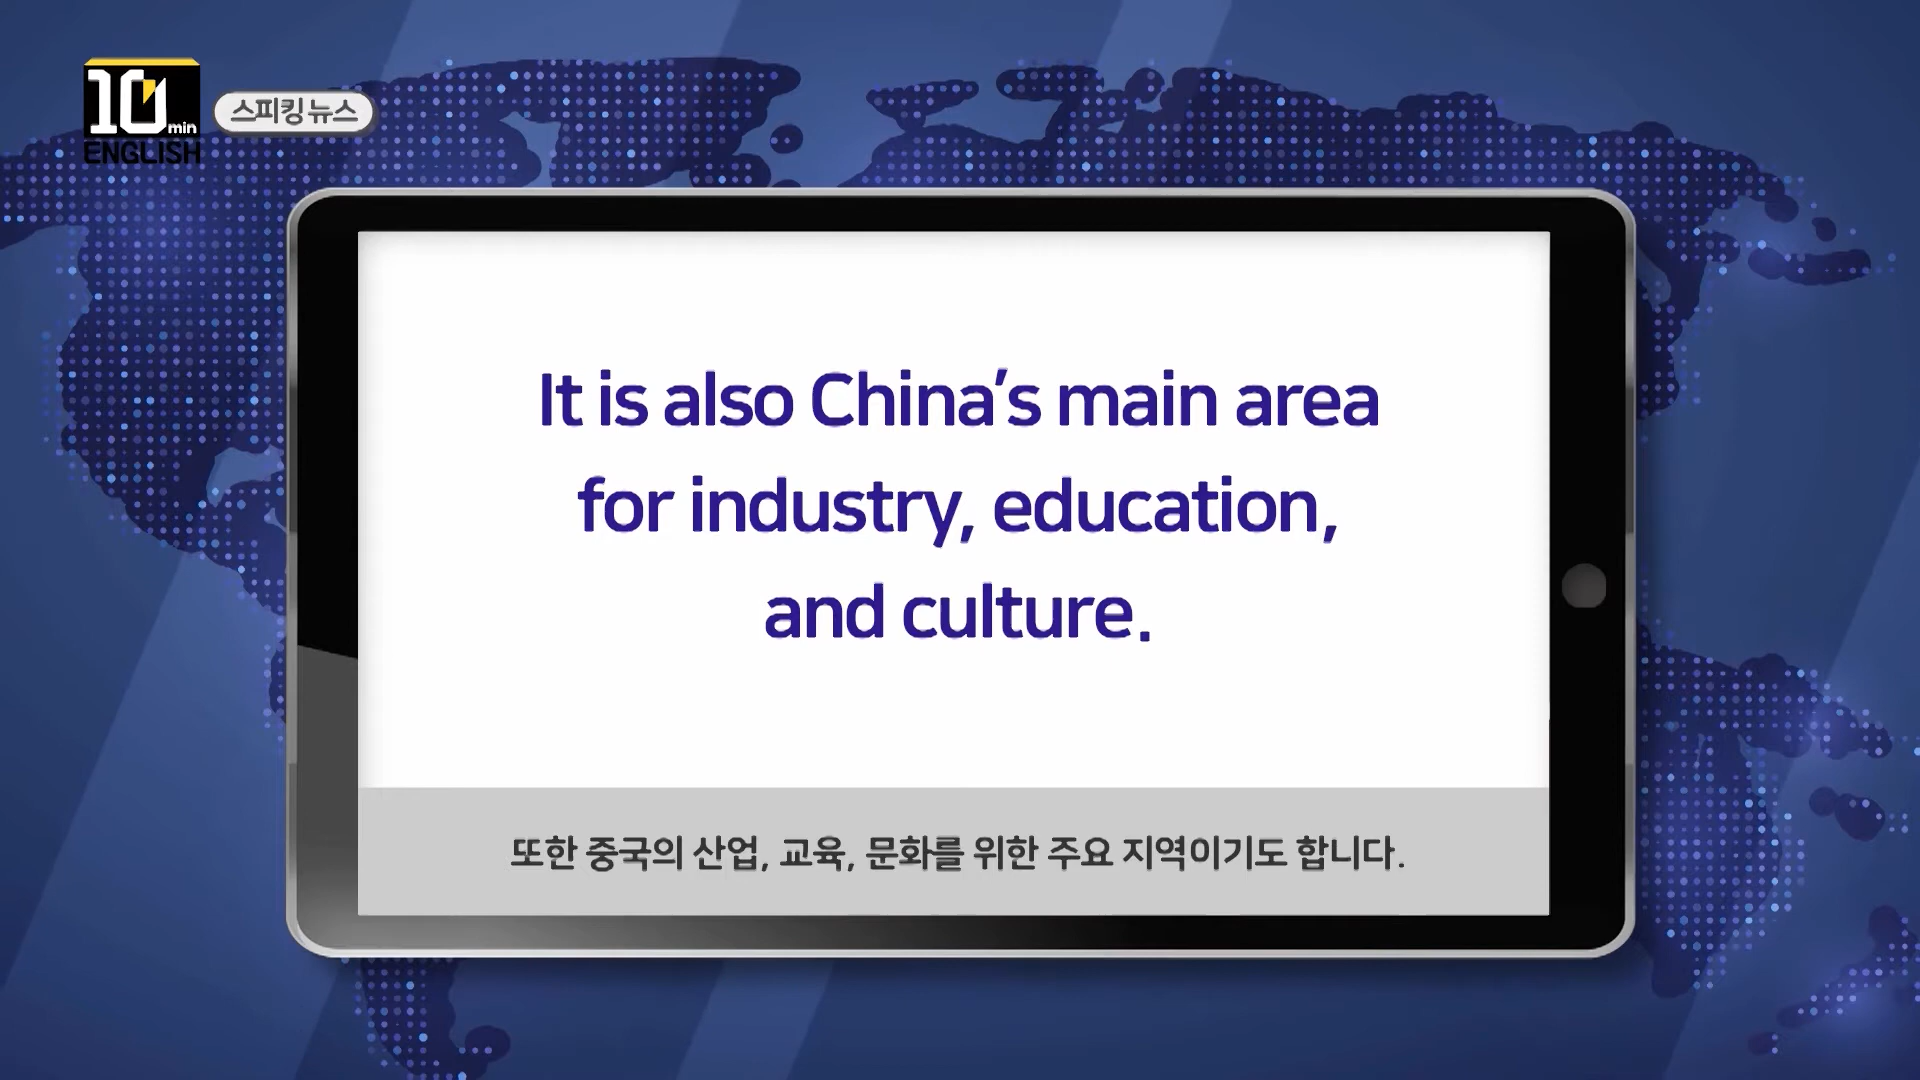 10min
ENGLISH
스피킹 뉴스
It is also China's main area
for industry, education,
and culture.
또한 중국의 산업, 교육, 문화를 위한 주요 지역이기도 합니다.